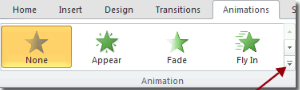 Home Insert Design Transitions Animations S
None Appear Fade Fly In
Animation